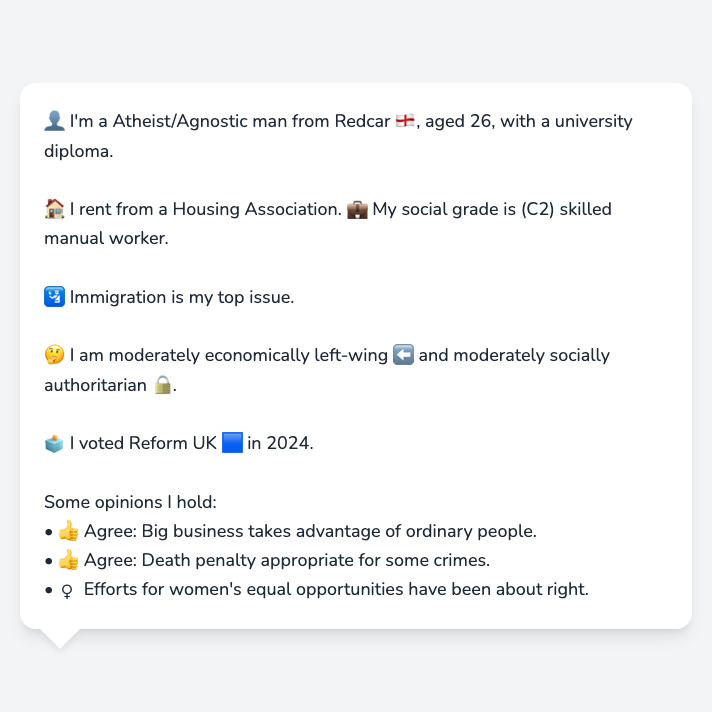 👤 I'm a Atheist/Agnostic man from Redcar 🏴󠁧󠁢󠁥󠁮󠁧󠁿, aged 26, with a university
diploma.
🏠 I rent from a Housing Association. 💼 My social grade is (C2) skilled
manual worker.
🛂 Immigration is my top issue.
🤔 I am moderately economically left-wing ⬅️ and moderately socially
authoritarian 🔒.
🗳️ I voted Reform UK 🟦 in 2024.
Some opinions I hold:
• 👍 Agree: Big business takes advantage of ordinary people.
• 👍 Agree: Death penalty appropriate for some crimes.
• ♀ Efforts for women's equal opportunities have been about right.